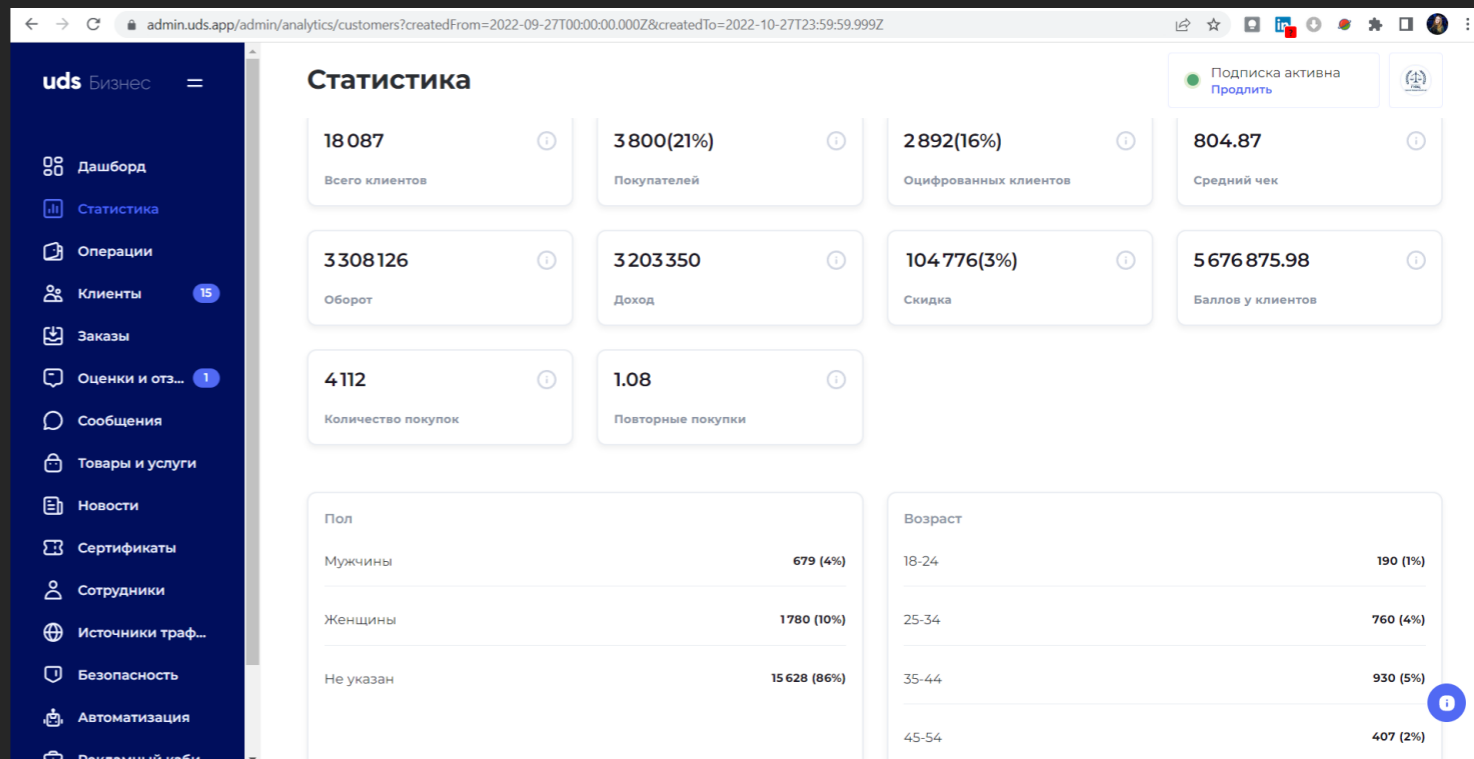 admin.uds.app/admin/analytics/customers?createdFrom=2022-09-27T00:00:00.000Z&createdTo=2022-10-27T23:59:59.999Z
uds Бизнес
Дашборд
Статистика
Операции
Клиенты 15
Заказы
Оценки и отз... 1
Сообщения
Товары и услуги
Новости
Сертификаты
Сотрудники
Источники траф...
Безопасность
Автоматизация
Статистика
Подписка активна
Продлить
18 087
Всего клиентов
3 800(21%)
Покупателей
2 892(16%)
Оцифрованных клиентов
804.87
Средний чек
3 308 126
Оборот
3 203 350
Доход
104 776(3%)
Скидка
5 676 875.98
Баллов у клиентов
4 112
Количество покупок
1.08
Повторные покупки
Пол
Мужчины 679 (4%)
Женщины 1 780 (10%)
Не указан 15 628 (86%)
Возраст
18-24 190 (1%)
25-34 760 (4%)
35-44 930 (5%)
45-54 407 (2%)